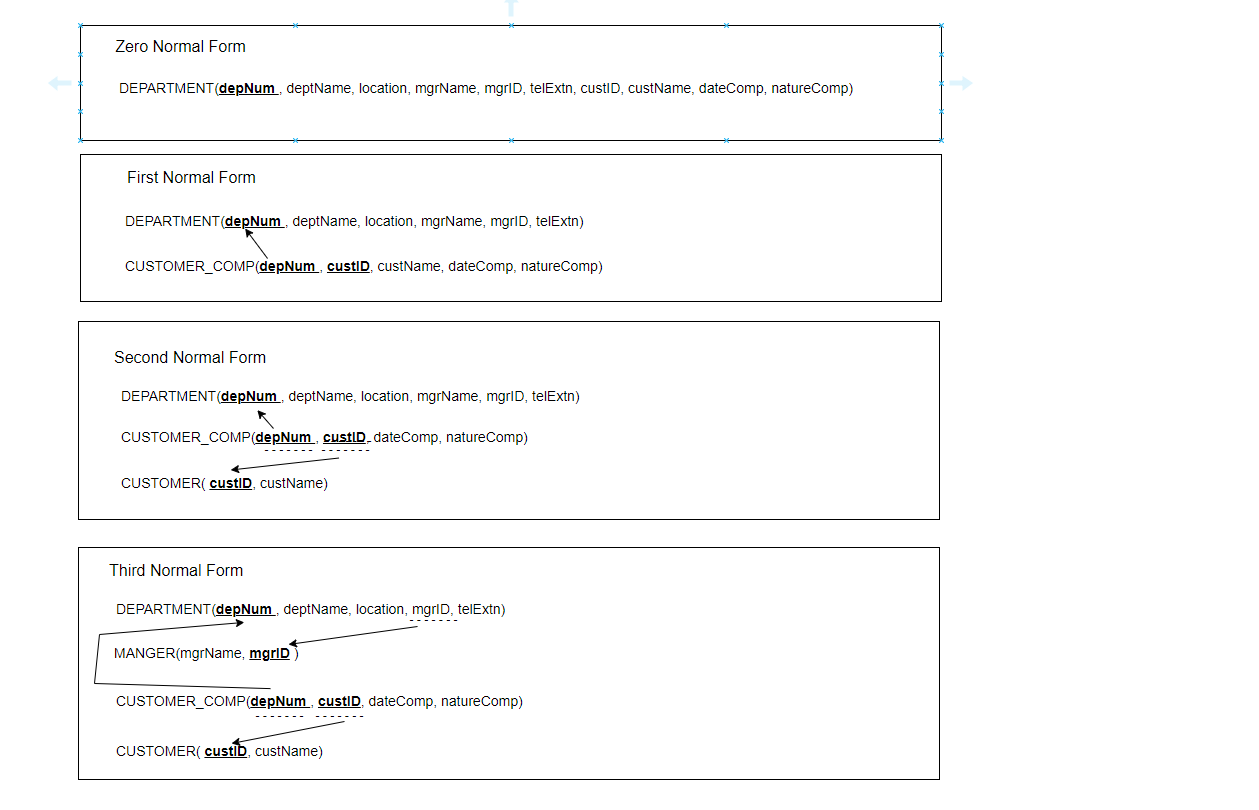 Zero Normal Form
DEPARTMENT(depNum , deptName, location, mgrName, mgrID, telExtn, custID, custName, dateComp, natureComp)
First Normal Form
DEPARTMENT(depNum , deptName, location, mgrName, mgrID, telExtn)
CUSTOMER_COMP(depNum , custID, custName, dateComp, natureComp)
Second Normal Form
DEPARTMENT(depNum , deptName, location, mgrName, mgrID, telExtn)
CUSTOMER_COMP(depNum , custID, dateComp, natureComp)
CUSTOMER( custID, custName)
Third Normal Form
DEPARTMENT(depNum , deptName, location, mgrID, telExtn)
MANGER(mgrName, mgrID )
CUSTOMER_COMP(depNum , custID, dateComp, natureComp)
CUSTOMER( custID, custName)